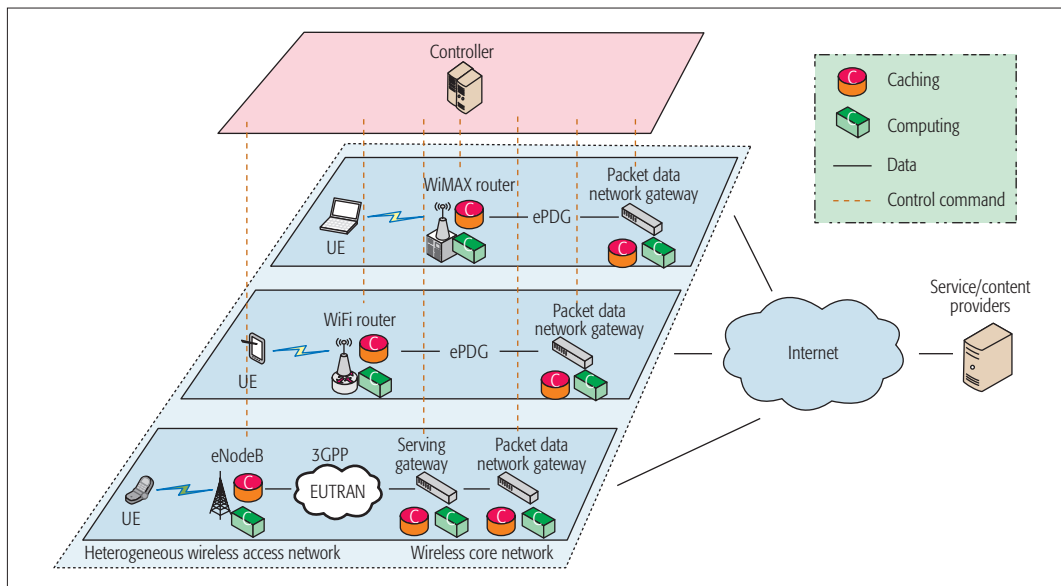 Controller
C Caching
C Computing
Data
Control command
WiMAX router
Packet data
network gateway
C
ePDG
UE
C
C
C
Service/content
providers
WiFi router
Packet data
network gateway
C
ePDG
UE
C
C
C
Internet
eNodeB
3GPP
Serving
gateway
Packet data
network gateway
C
EUTRAN
UE
C
C
C
C
C
Heterogeneous wireless access network
Wireless core network